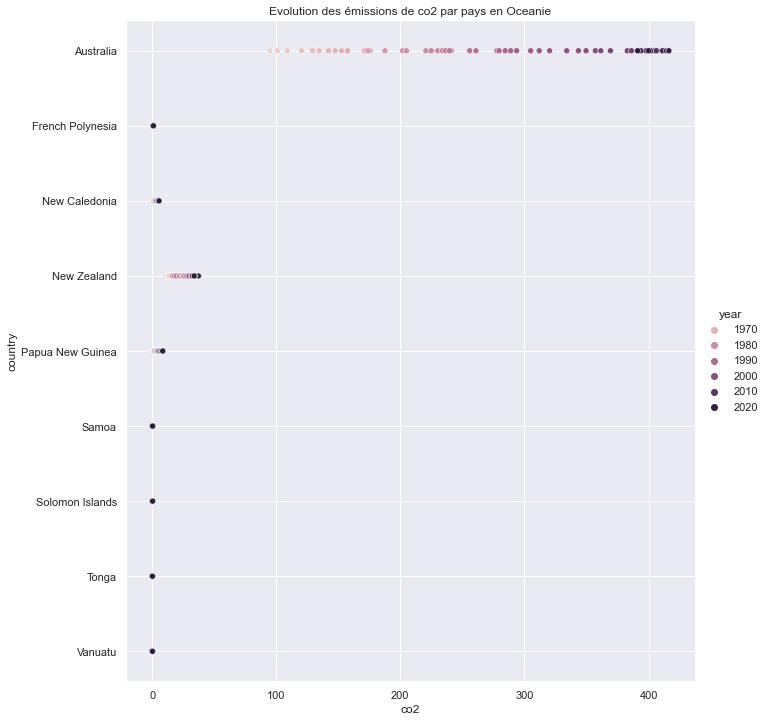 Evolution des émissions de co2 par pays en Oceanie
Australia
French Polynesia
New Caledonia
New Zealand
Papua New Guinea
Samoa
Solomon Islands
Tonga
Vanuatu
country
0
100
200
300
400
co2
year
1970
1980
1990
2000
2010
2020